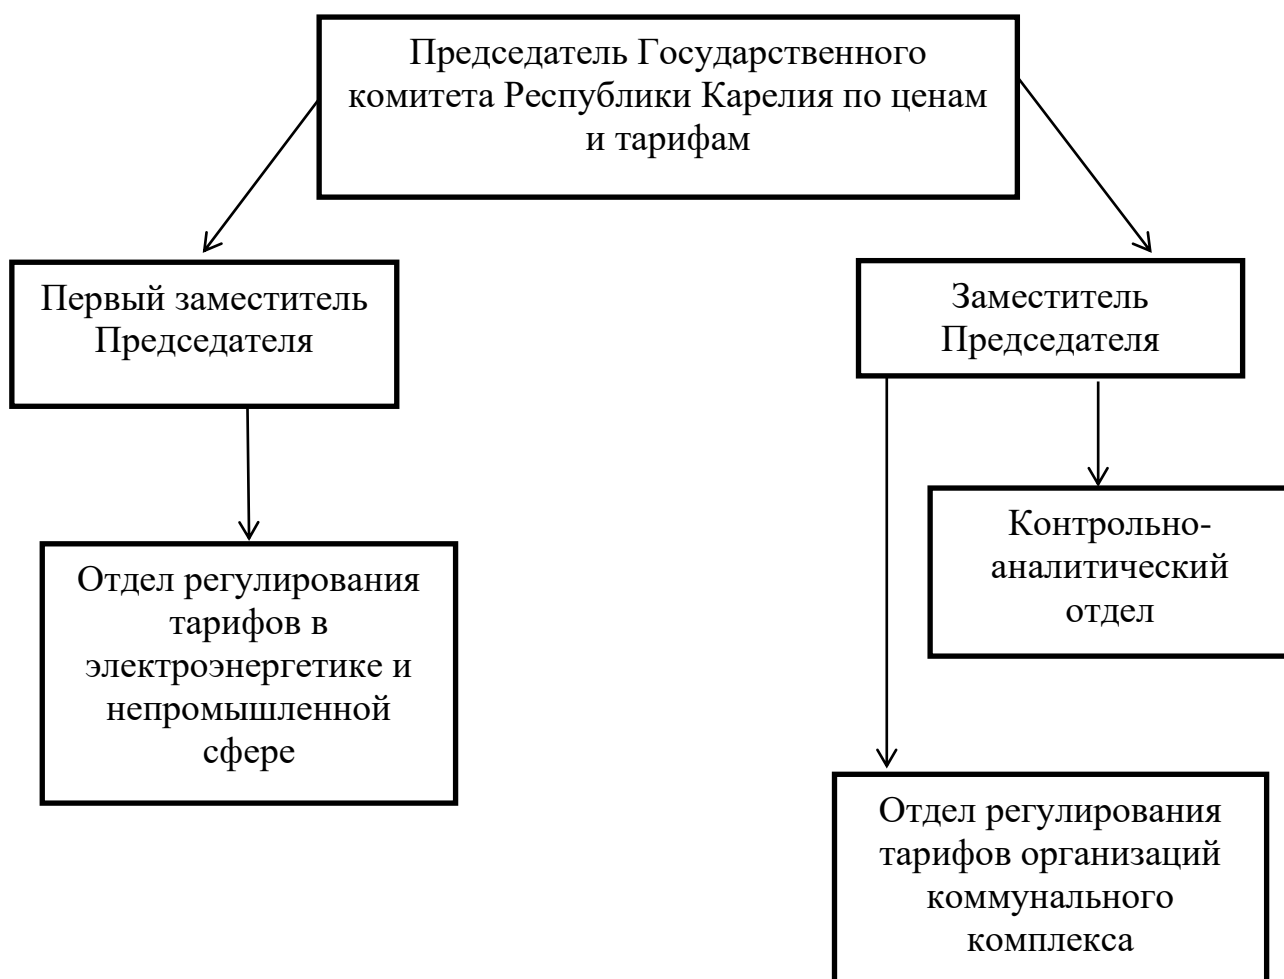 Председатель Государственного
комитета Республики Карелия по ценам
и тарифам
Первый заместитель
Председателя
Заместитель
Председателя
Контрольно-
аналитический
отдел
Отдел регулирования
тарифов в
электроэнергетике и
непромышленной
сфере
Отдел регулирования
тарифов организаций
коммунального
комплекса